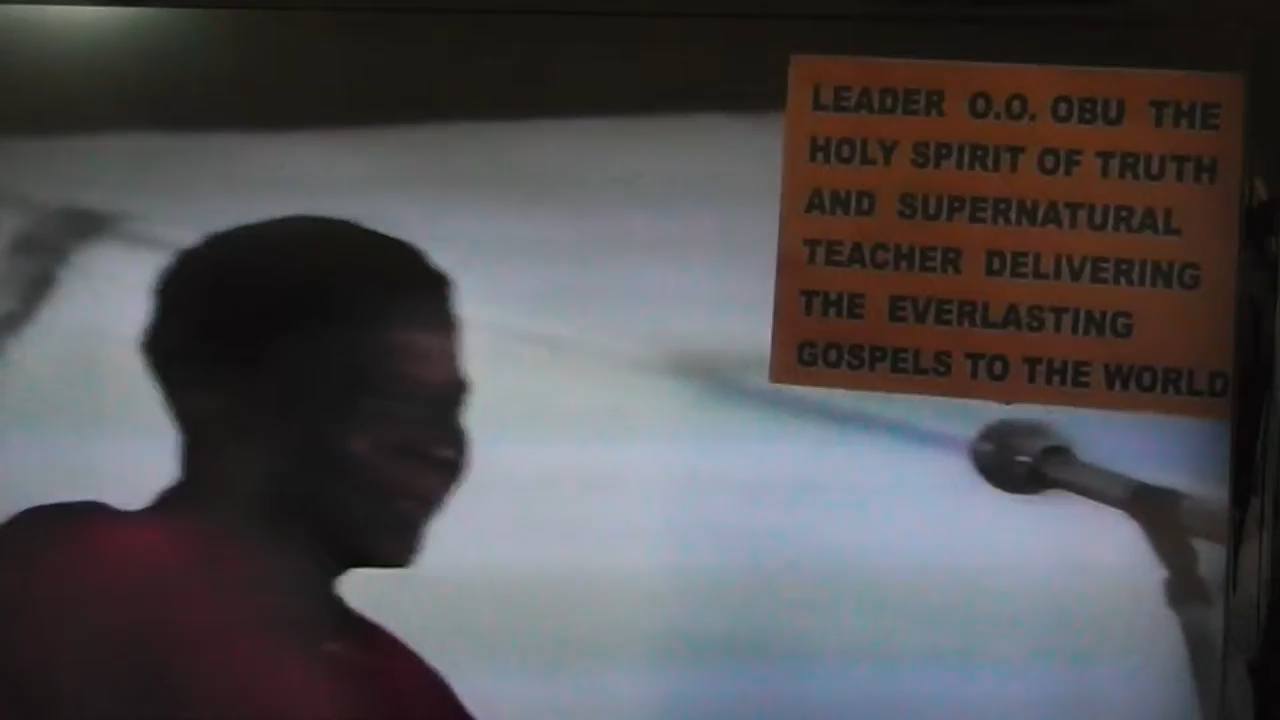 LEADER O.O. OBU THE
HOLY SPIRIT OF TRUTH
AND SUPERNATURAL
TEACHER DELIVERING
THE EVERLASTING
GOSPELS TO THE WORLD